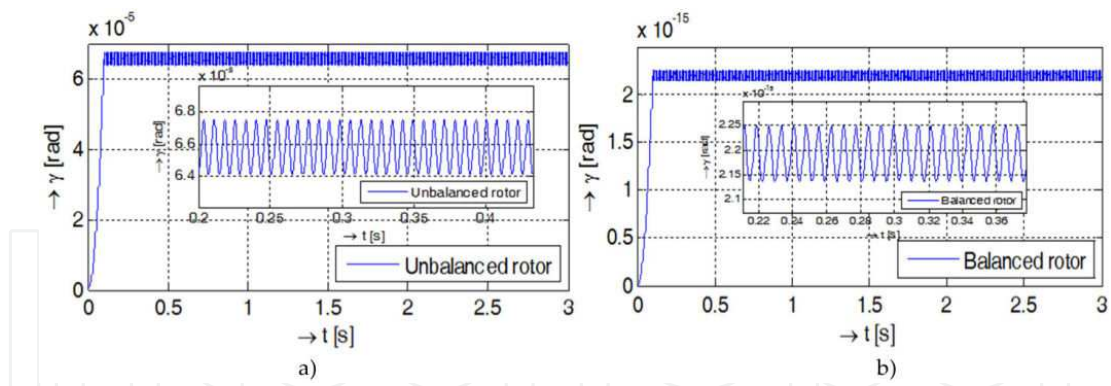 x 10⁻⁵
6
4
2
0
→ γ [rad]
6.8
6.6
6.4
→ γ [rad]
Unbalanced rotor
0.2 0.25 0.3 0.35 0.4
→ t [s]
Unbalanced rotor
0 0.5 1 1.5 2 2.5 3
→ t [s]
a)
x 10⁻¹⁵
2
1.5
1
0.5
0
→ γ [rad]
2.25
2.2
2.15
2.1
→ γ [rad]
Balanced rotor
0.22 0.24 0.26 0.28 0.3 0.32 0.34 0.36
→ t [s]
Balanced rotor
0 0.5 1 1.5 2 2.5 3
→ t [s]
b)